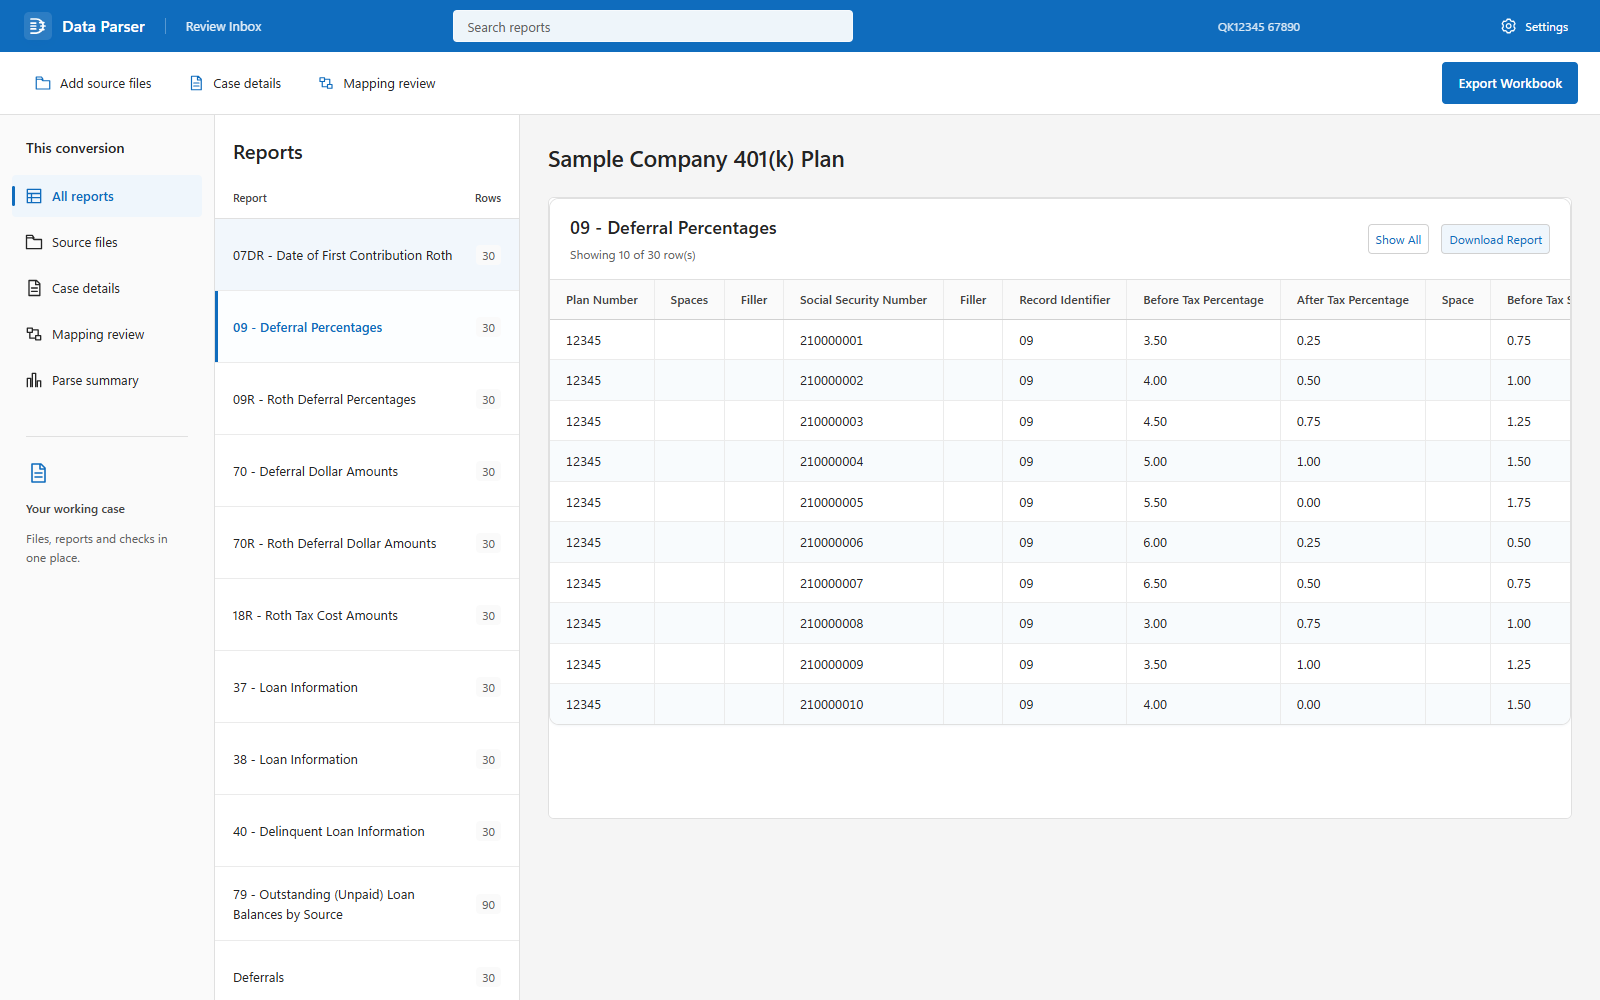 Data Parser
Review Inbox
Search reports
QK12345 67890
Settings
Add source files
Case details
Mapping review
Export Workbook
This conversion
All reports
Source files
Case details
Mapping review
Parse summary
Your working case
Files, reports and checks in
one place.
Reports
Report Rows
07DR - Date of First Contribution Roth 30
09 - Deferral Percentages 30
09R - Roth Deferral Percentages 30
70 - Deferral Dollar Amounts 30
70R - Roth Deferral Dollar Amounts 30
18R - Roth Tax Cost Amounts 30
37 - Loan Information 30
38 - Loan Information 30
40 - Delinquent Loan Information 30
79 - Outstanding (Unpaid) Loan
Balances by Source 90
Deferrals 30
Sample Company 401(k) Plan
09 - Deferral Percentages
Showing 10 of 30 row(s)
Show All
Download Report
Plan Number Spaces Filler Social Security Number Filler Record Identifier Before Tax Percentage After Tax Percentage Space Before Tax
12345 210000001 09 3.50 0.25 0.75
12345 210000002 09 4.00 0.50 1.00
12345 210000003 09 4.50 0.75 1.25
12345 210000004 09 5.00 1.00 1.50
12345 210000005 09 5.50 0.00 1.75
12345 210000006 09 6.00 0.25 0.50
12345 210000007 09 6.50 0.50 0.75
12345 210000008 09 3.00 0.75 1.00
12345 210000009 09 3.50 1.00 1.25
12345 210000010 09 4.00 0.00 1.50